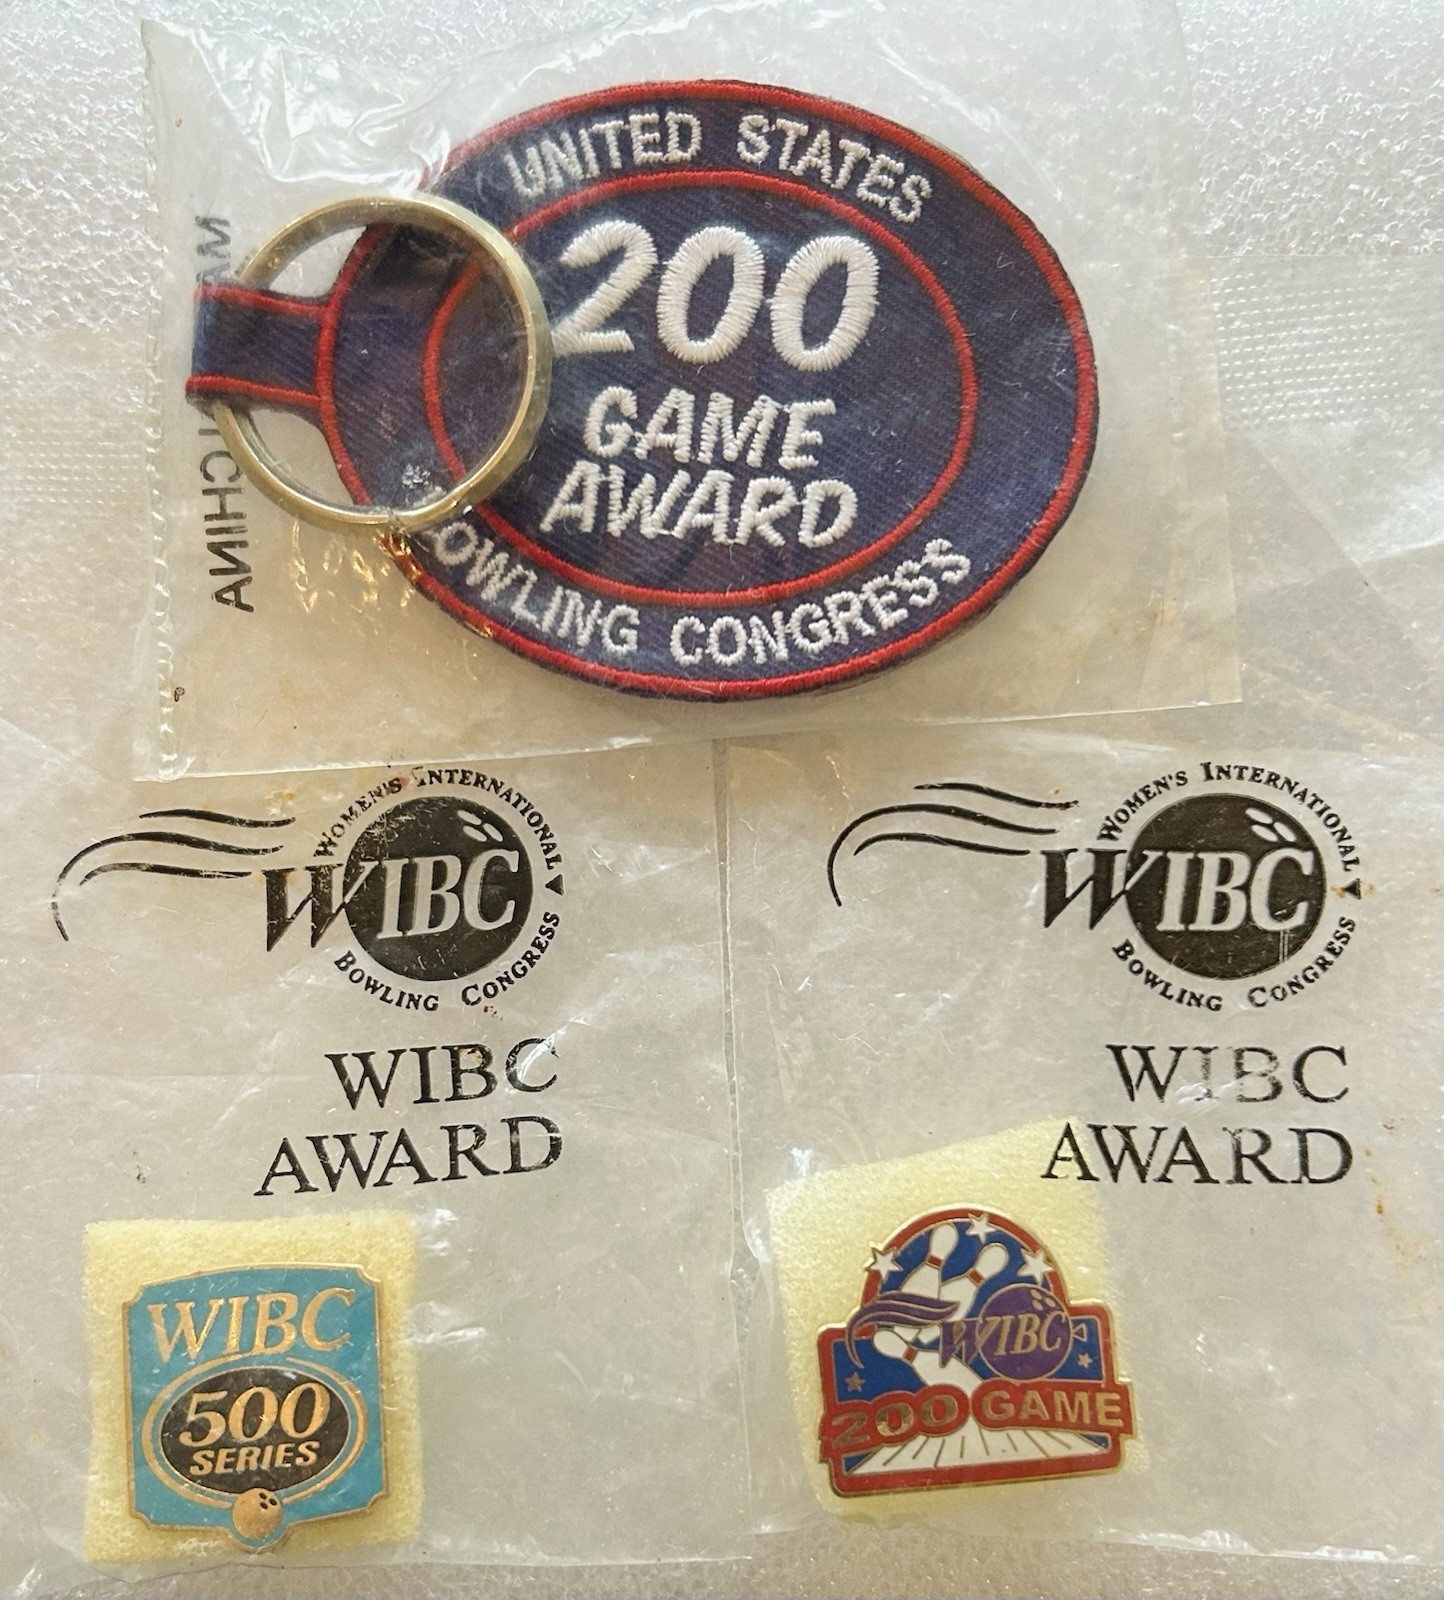 UNITED STATES
200
GAME
AWARD
OWLING CONGRESS
CHINA
WOMEN'S INTERNATIONAL
WIBC
BOWLING CONGRESS
WIBC
AWARD
WIBC
500
SERIES
WOMEN'S INTERNATIONAL
WIBC
BOWLING CONGRESS
WIBC
AWARD
WIBC
200 GAME